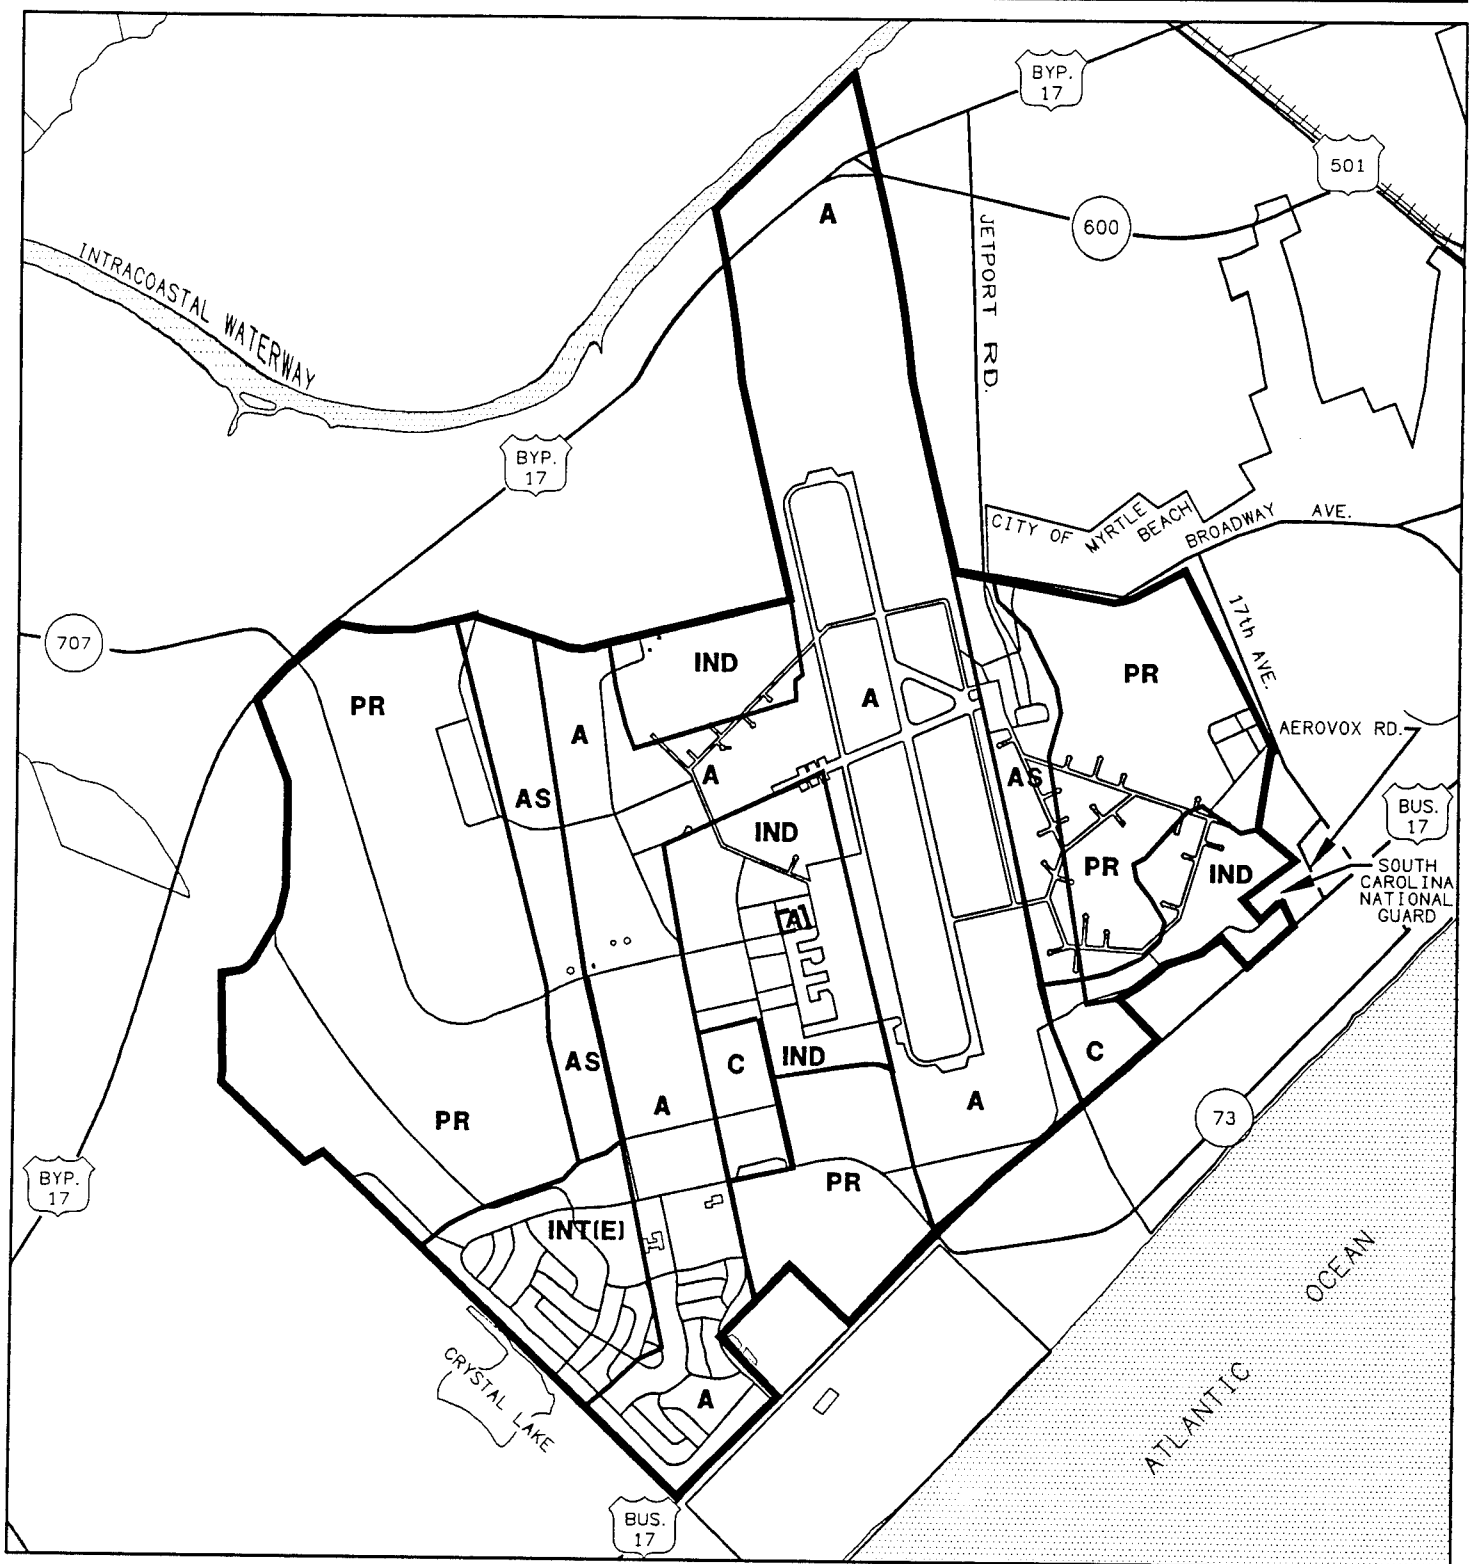 BYP.
17
501
A
600
JETPORT RD.
INTRACOASTAL WATERWAY
BYP.
17
CITY OF MYRTLE BEACH
BROADWAY AVE.
17th AVE.
707
IND
PR
PR
A
A
AEROVOX RD.
A
AS
AS
BUS.
17
IND
PR
IND
SOUTH
CAROLINA
NATIONAL
GUARD
A
IND
C
C
AS
A
A
PR
73
BYP.
17
PR
INT(E)
OCEAN
CRYSTAL LAKE
A
ATLANTIC
BUS.
17